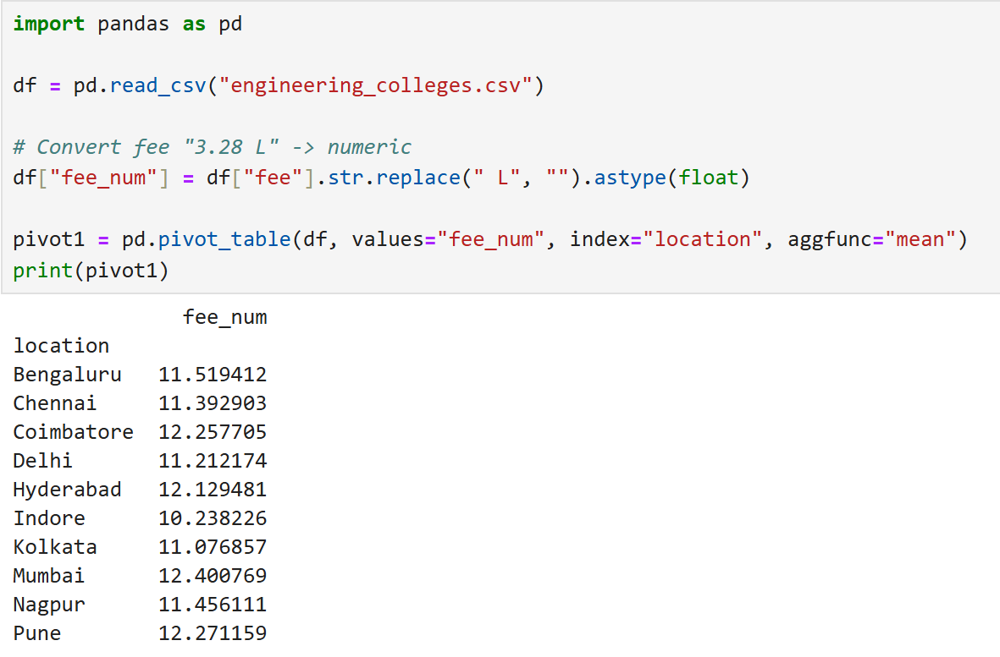 import pandas as pd
df = pd.read_csv("engineering_colleges.csv")
# Convert fee "3.28 L" -> numeric
df["fee_num"] = df["fee"].str.replace(" L", "").astype(float)
pivot1 = pd.pivot_table(df, values="fee_num", index="location", aggfunc="mean")
print(pivot1)
fee_num
location
Bengaluru 11.519412
Chennai 11.392903
Coimbatore 12.257705
Delhi 11.212174
Hyderabad 12.129481
Indore 10.238226
Kolkata 11.076857
Mumbai 12.400769
Nagpur 11.456111
Pune 12.271159